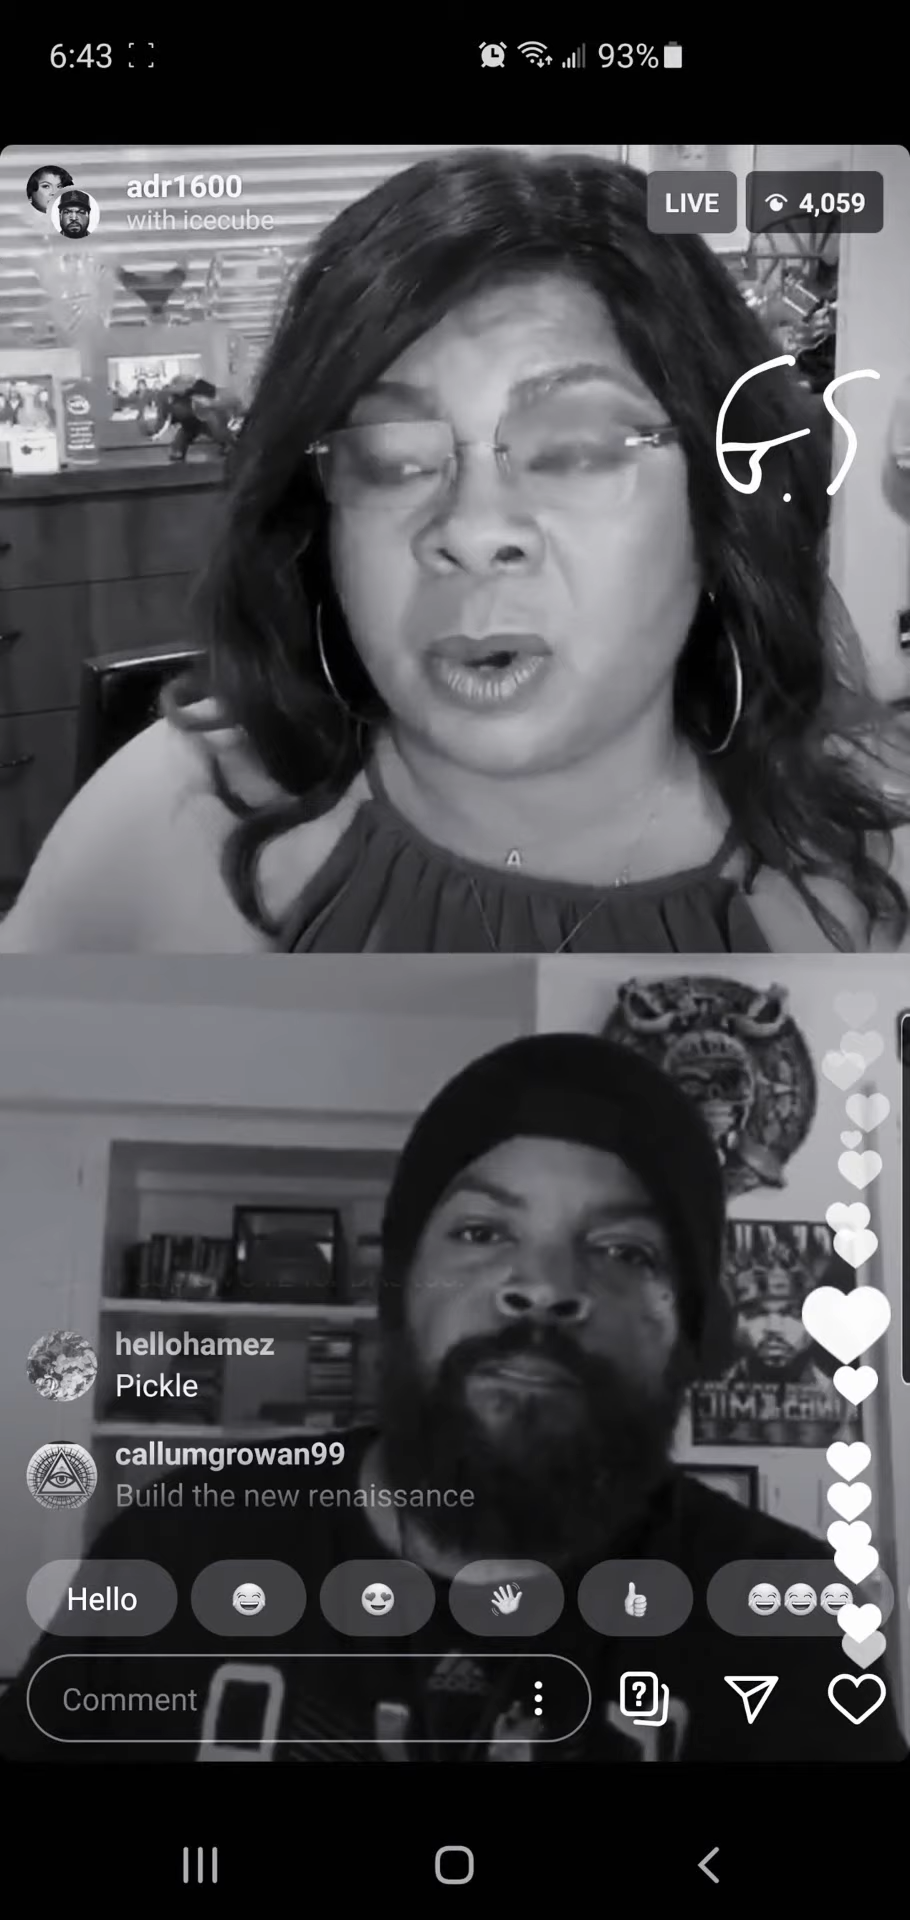 6:43 93%
adr1600
with icecube
LIVE 4,059
G.S
A
hellohamez
Pickle
callumgrowan99
Build the new renaissance
Hello
Comment